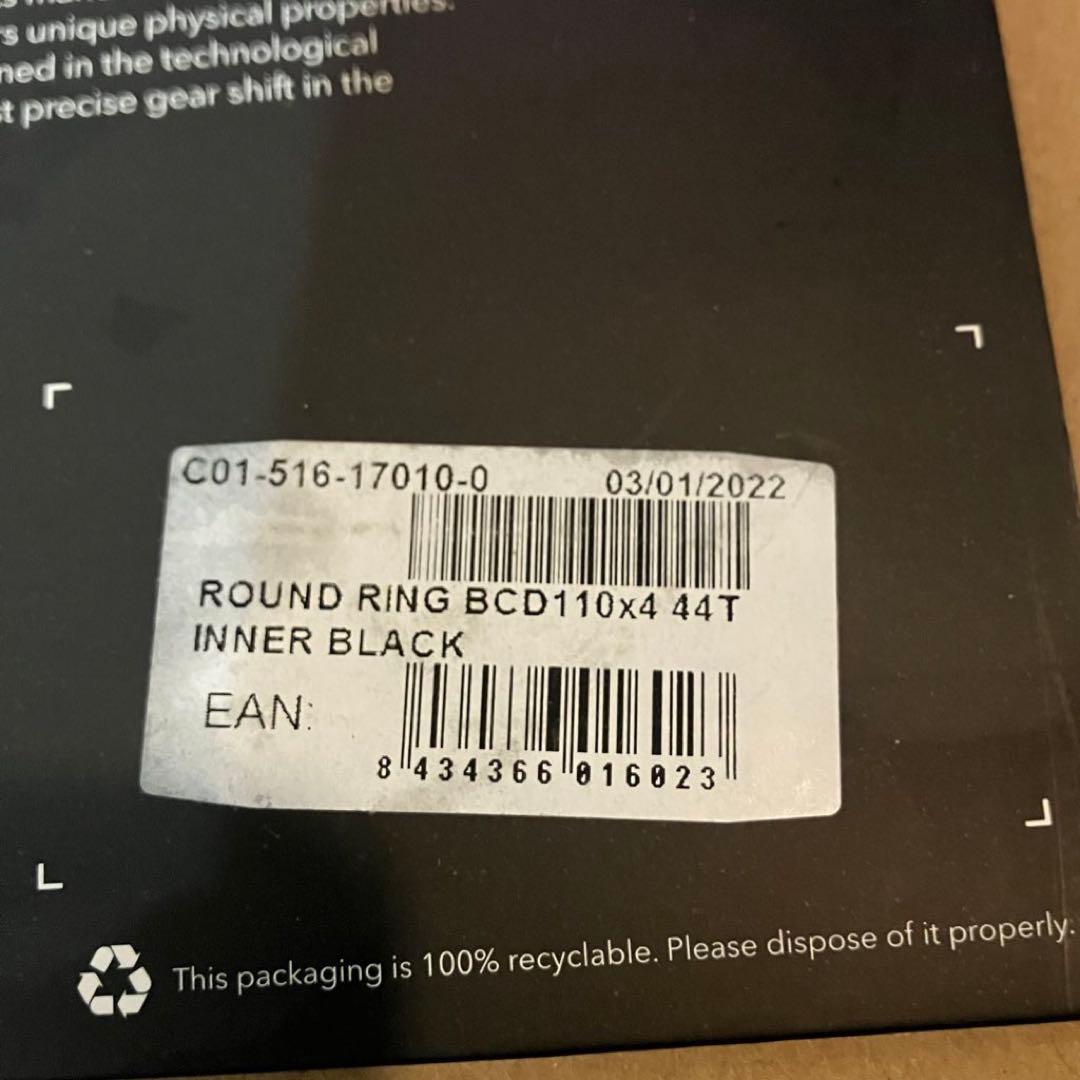 unique physical properties.
in the technological
precise gear shift in the
C01-516-17010-0 03/01/2022
ROUND RING BCD110x4 44T
INNER BLACK
EAN:
8 434366 016023
This packaging is 100% recyclable. Please dispose of it properly.